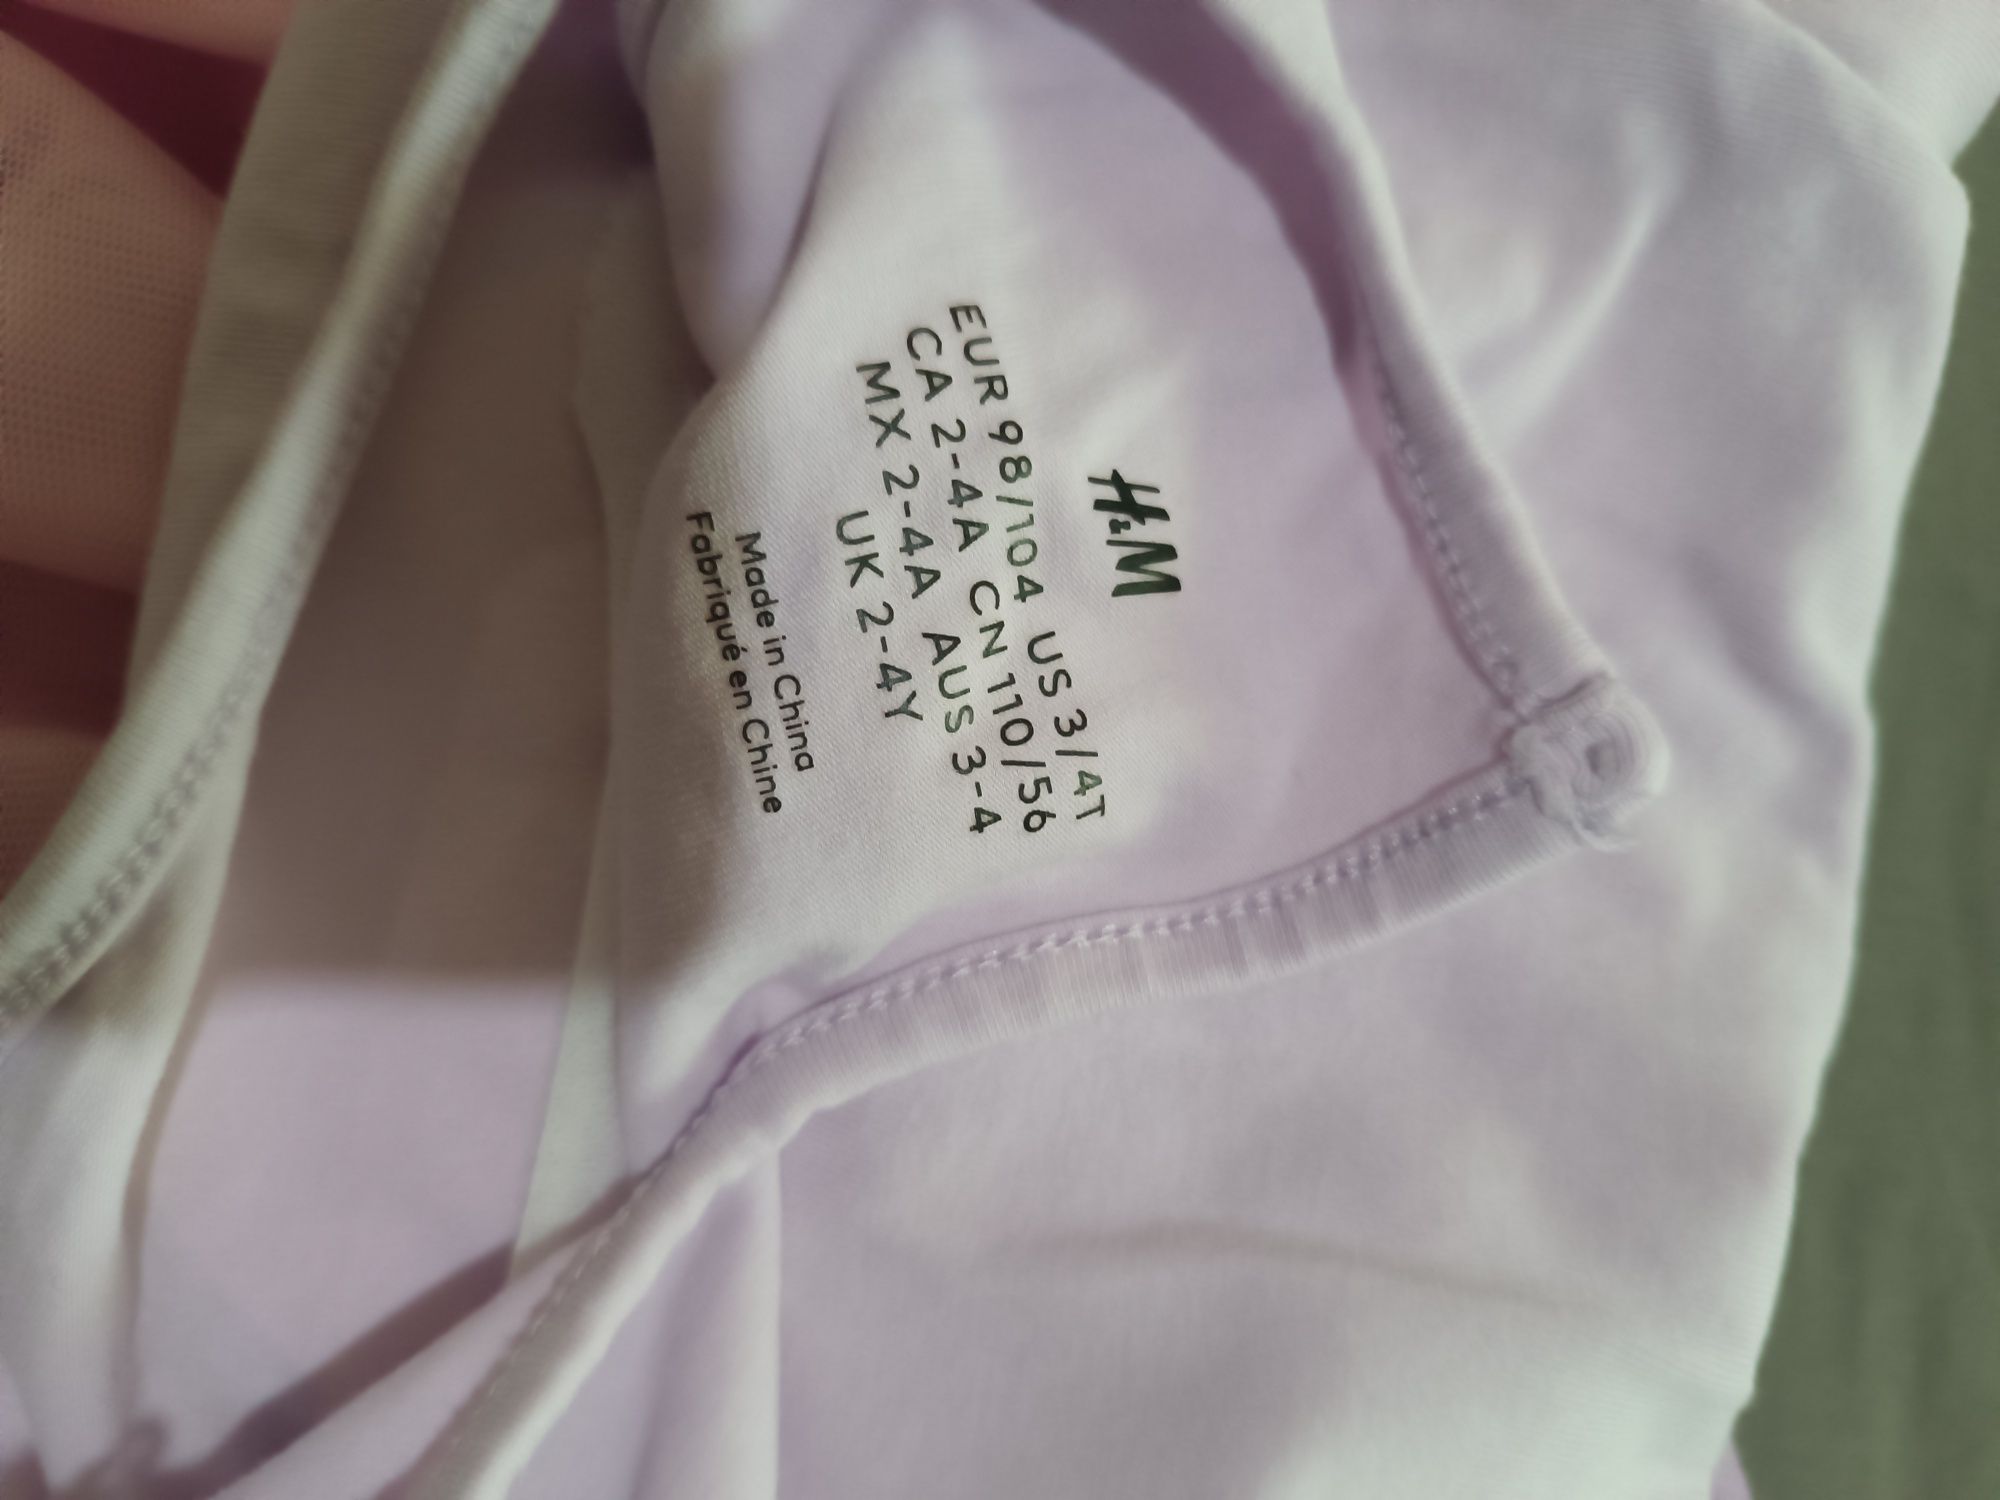 H&M
EUR 98/104 US 3/4T
CA 2-4A CN 110/56
MX 2-4A AUS 3-4
UK 2-4Y
Made in China
Fabriqué en Chine